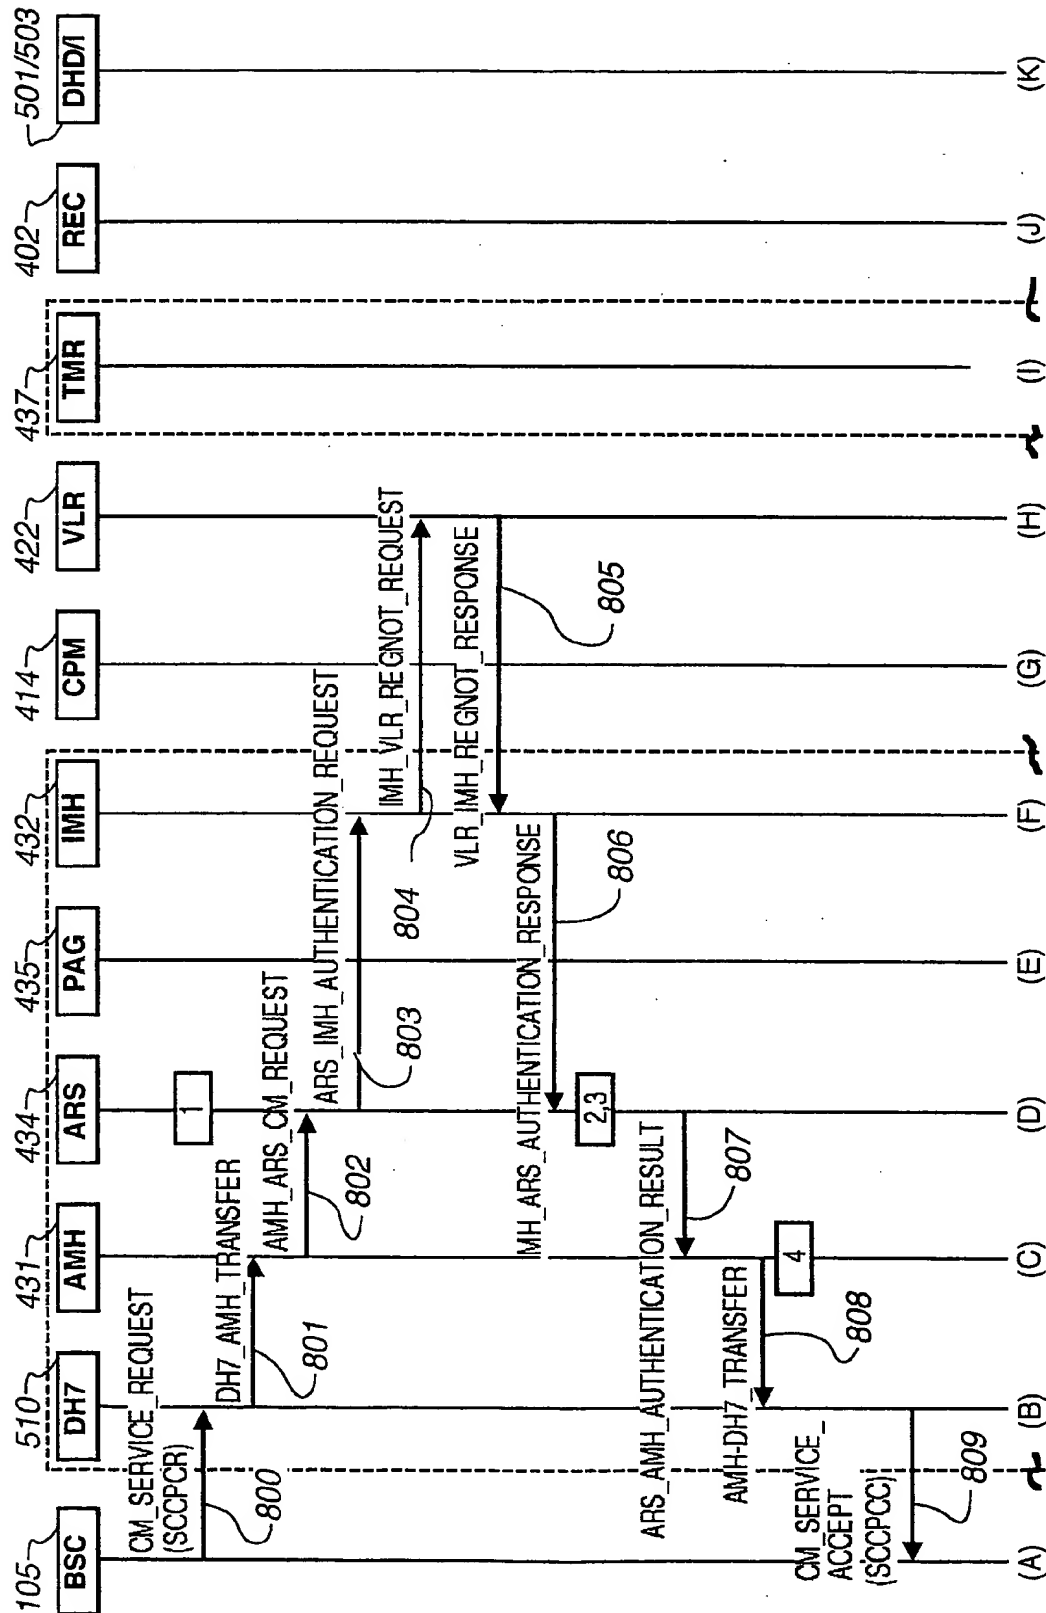 105
BSC
510
DH7
431
AMH
434
ARS
435
PAG
432
IMH
414
CPM
422
VLR
437
TMR
402
REC
501/503
DHD/I
CM_SERVICE_REQUEST
(SCCPCR)
800
DH7_AMH_TRANSFER
801
1
AMH_ARS_CM_REQUEST
802
ARS_IMH_AUTHENTICATION_REQUEST
803
IMH_VLR_REGNOT_REQUEST
804
VLR_IMH_REGNOT_RESPONSE
805
MH_ARS_AUTHENTICATION_RESPONSE
806
2,3
ARS_AMH_AUTHENTICATION_RESULT
807
AMH-DH7_TRANSFER
4
808
CM_SERVICE_
ACCEPT
(SCCPCC)
809
(A)
(B)
(C)
(D)
(E)
(F)
(G)
(H)
(I)
(J)
(K)